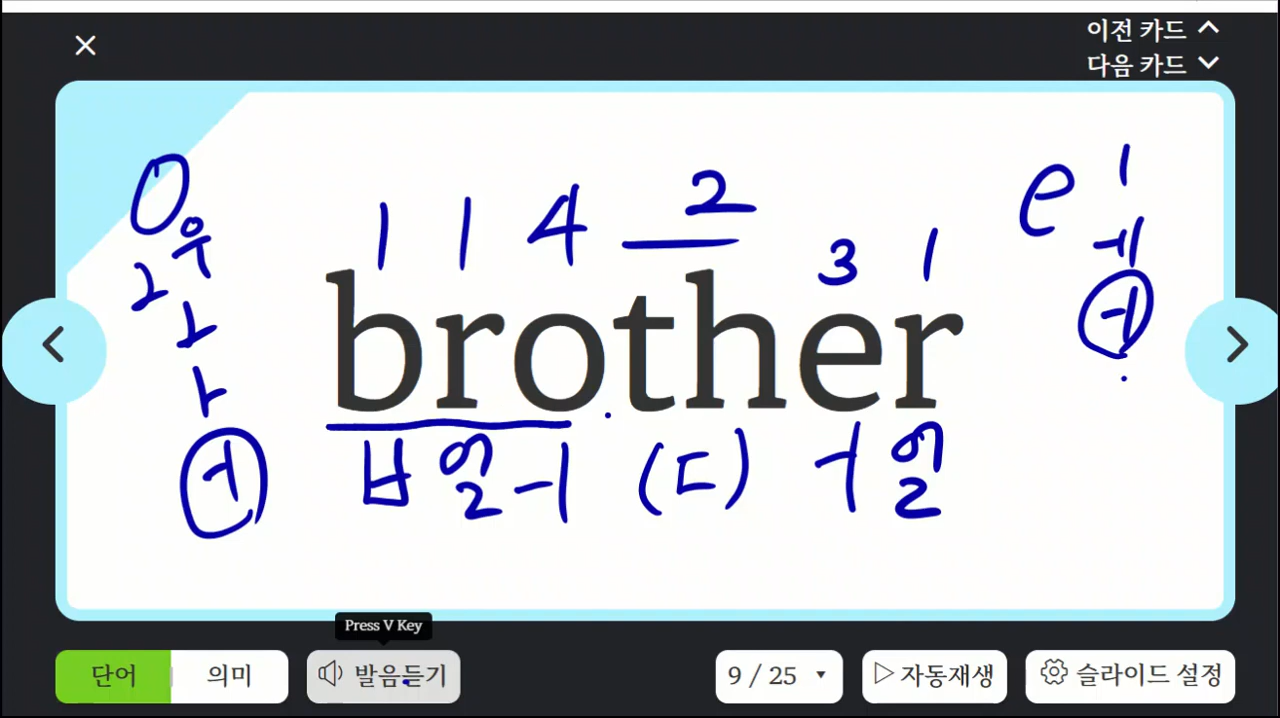 이전 카드
다음 카드
O 우 ㅗ ㅏ ㅓ
1 1 4 2 3 1
e ㅣ ㅔ ㅓ
brother
ㅂ 얼 ㅓ (ㄷ) ㅓ 얼
Press V Key
단어 의미 발음듣기 9 / 25 자동재생 슬라이드 설정